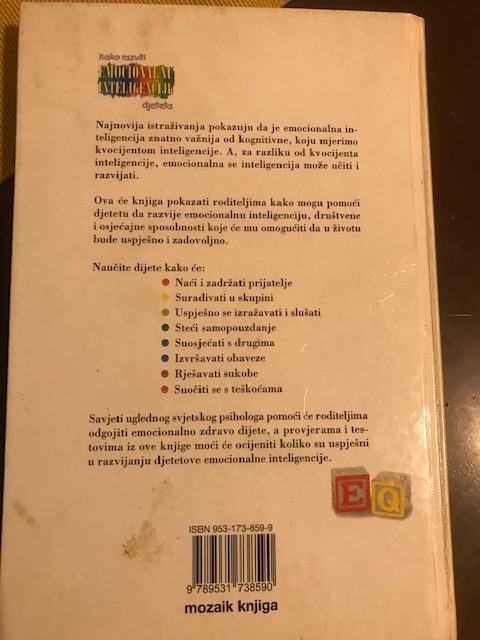 Kako razviti
EMOCIONALNU
INTELIGENCIJU
djeteta
Najnovija istraživanja pokazuju da je emocionalna in-
teligencija znatno važnija od kognitivne, koju mjerimo
kvocijentom inteligencije. A, za razliku od kvocijenta
inteligencije, emocionalna se inteligencija može učiti i
razvijati.
Ova će knjiga pokazati roditeljima kako mogu pomoći
djetetu da razvije emocionalnu inteligenciju, društvene
i osjećajne sposobnosti koje će mu omogućiti da u životu
bude uspješno i zadovoljno.
Naučite dijete kako će:
Naći i zadržati prijatelje
Surađivati u skupini
Uspješno se izražavati i slušati
Steći samopouzdanje
Suosjećati s drugima
Izvršavati obaveze
Rješavati sukobe
Suočiti se s teškoćama
Savjeti uglednog svjetskog psihologa pomoći će roditeljima
odgojiti emocionalno zdravo dijete, a provjerama i tes-
tovima iz ove knjige moći će ocijeniti koliko su uspješni
u razvijanju djetetove emocionalne inteligencije.
E Q
ISBN 953-173-859-9
9 789531 738590
mozaik knjiga